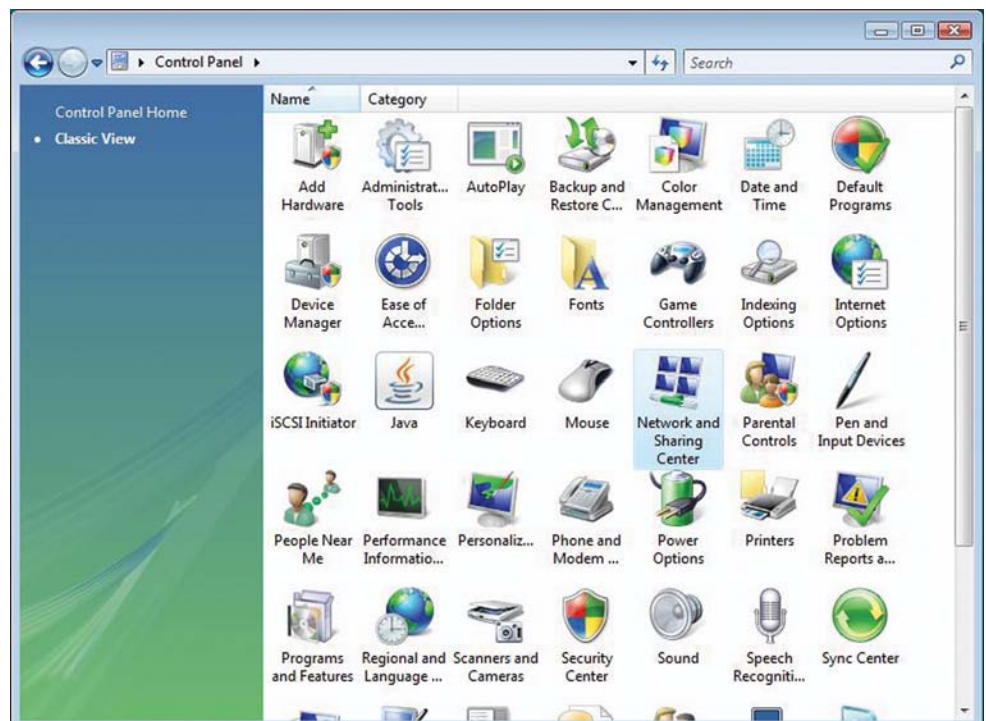 Control Panel
Search
Control Panel Home
Classic View
Name Category
Add Administrat... AutoPlay Backup and Color Date and Default
Hardware Tools Restore C... Management Time Programs
Device Ease of Folder Fonts Game Indexing Internet
Manager Acce... Options Controllers Options Options
iSCSI Initiator Java Keyboard Mouse Network and Parental Pen and
Sharing Controls Input Devices
Center
People Near Performance Personaliz... Phone and Power Printers Problem
Me Informatio... Modem ... Options Reports a...
Programs Regional and Scanners and Security Sound Speech Sync Center
and Features Language ... Cameras Center Recogniti...